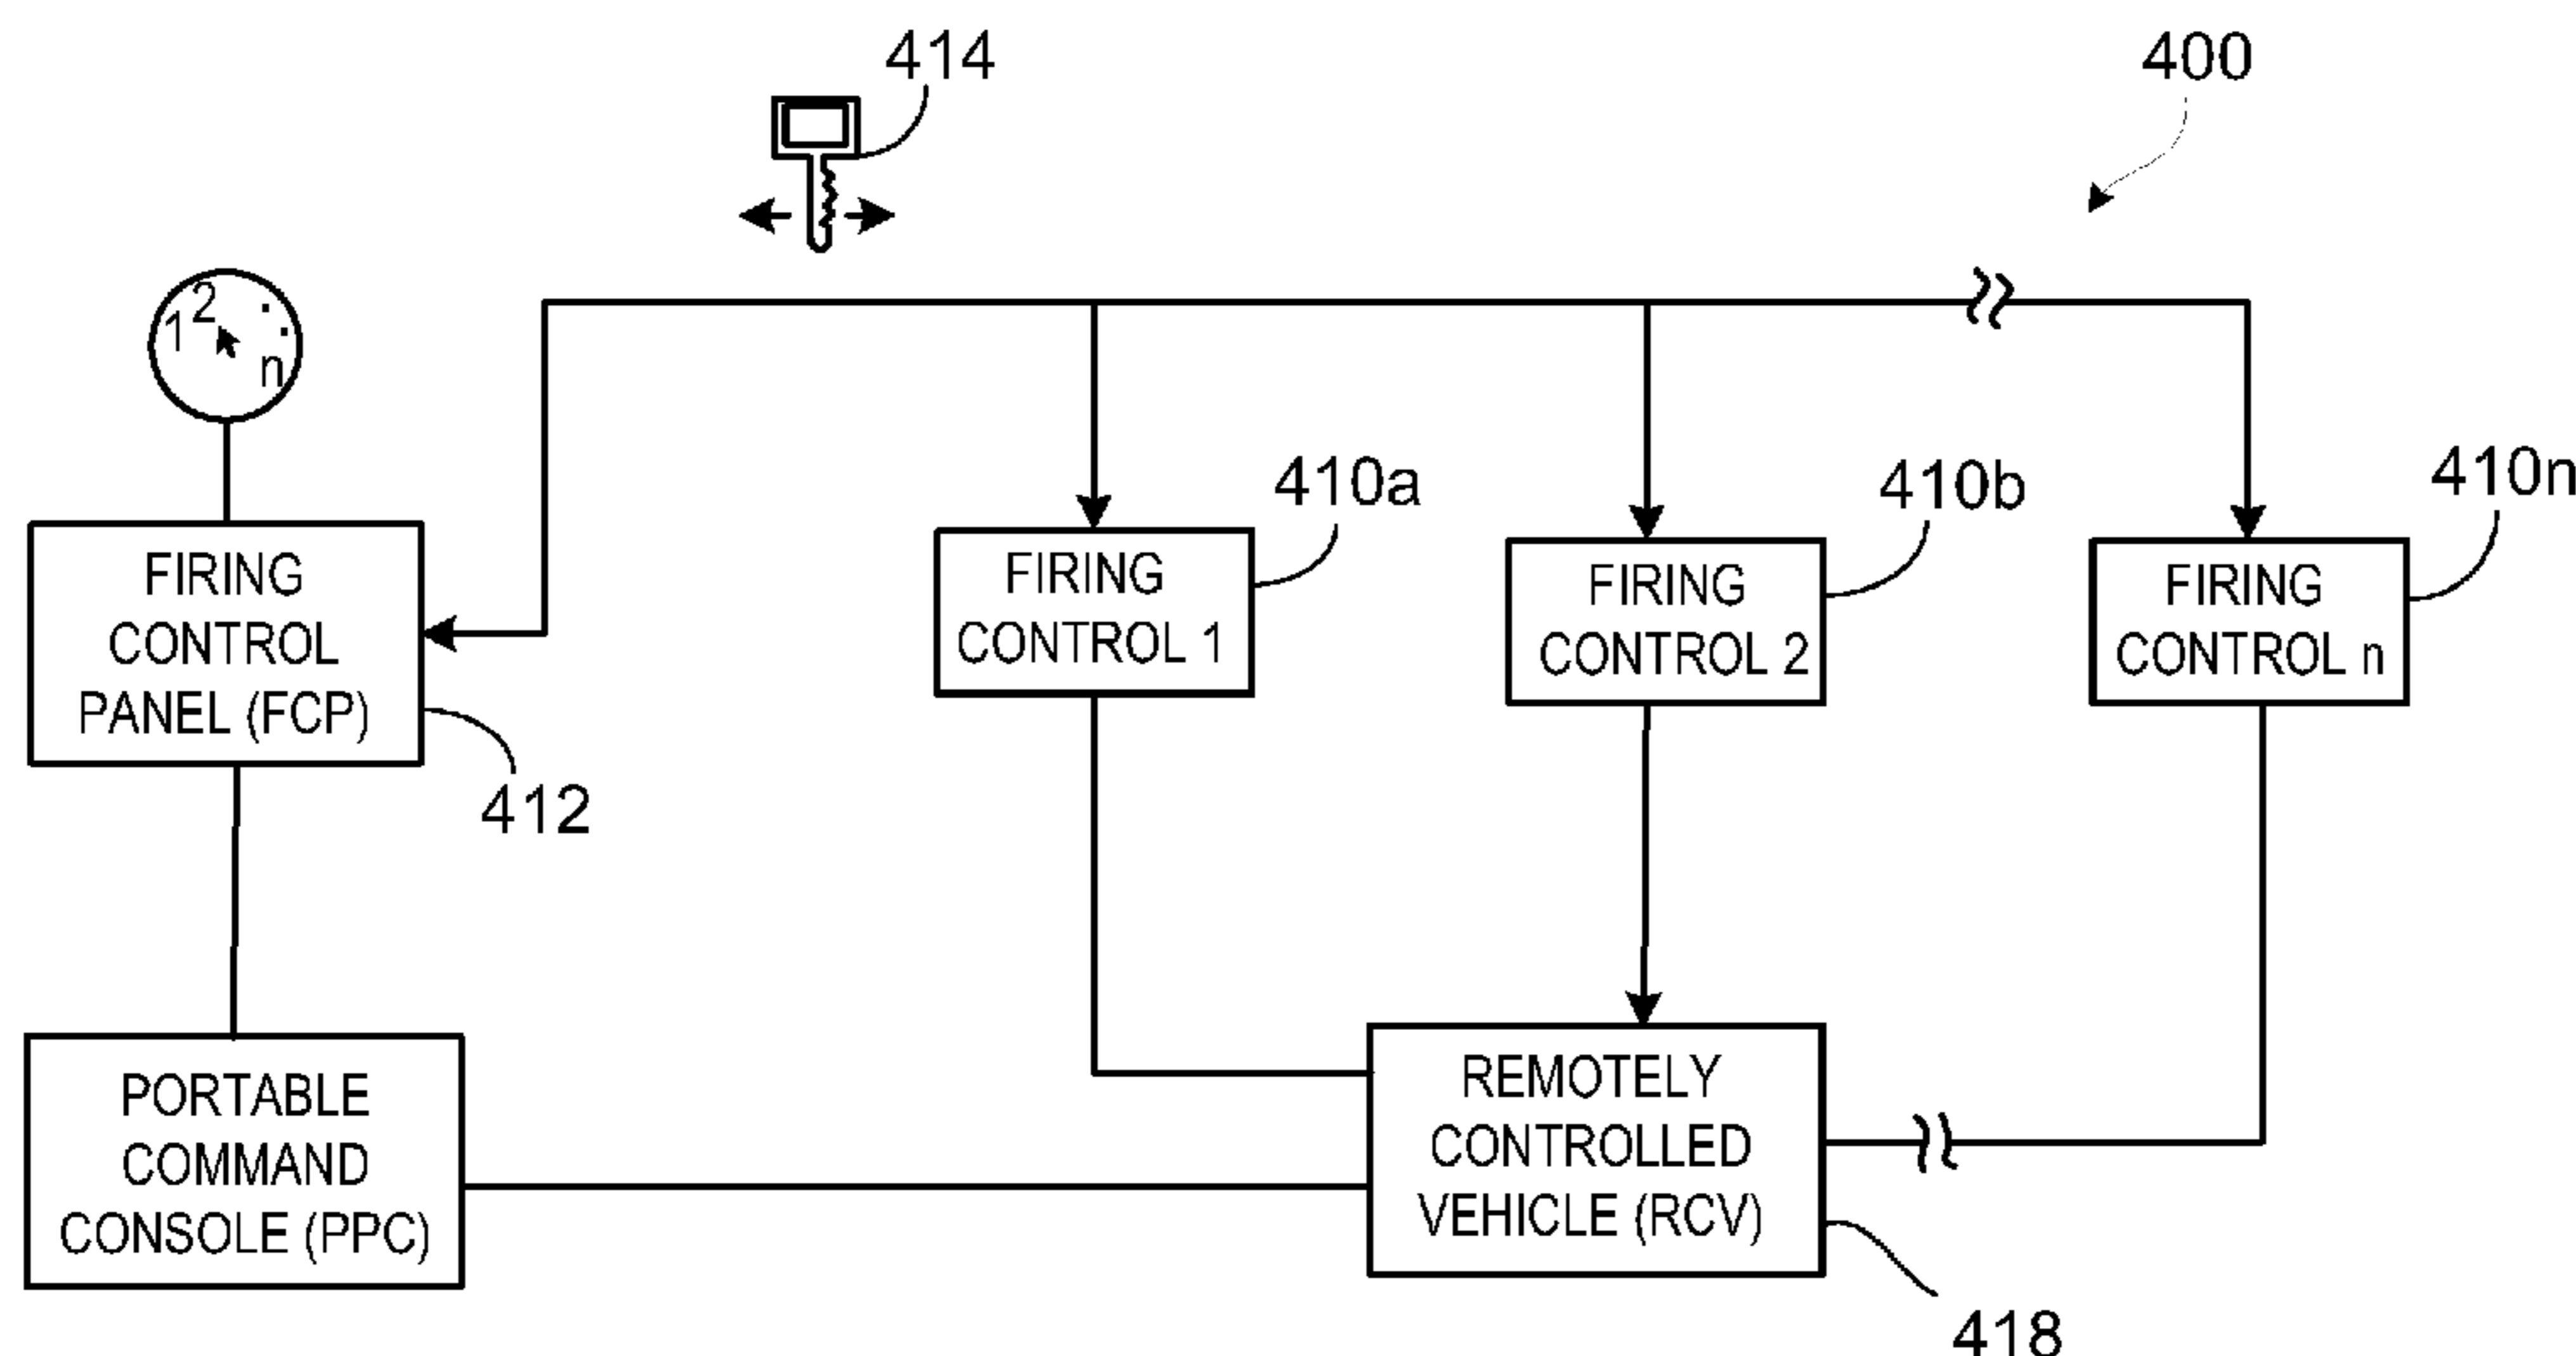 414
400
1 2 . . n
410a
410b
410n
FIRING
CONTROL
PANEL (FCP)
412
FIRING
CONTROL 1
FIRING
CONTROL 2
FIRING
CONTROL n
PORTABLE
COMMAND
CONSOLE (PPC)
REMOTELY
CONTROLLED
VEHICLE (RCV)
418